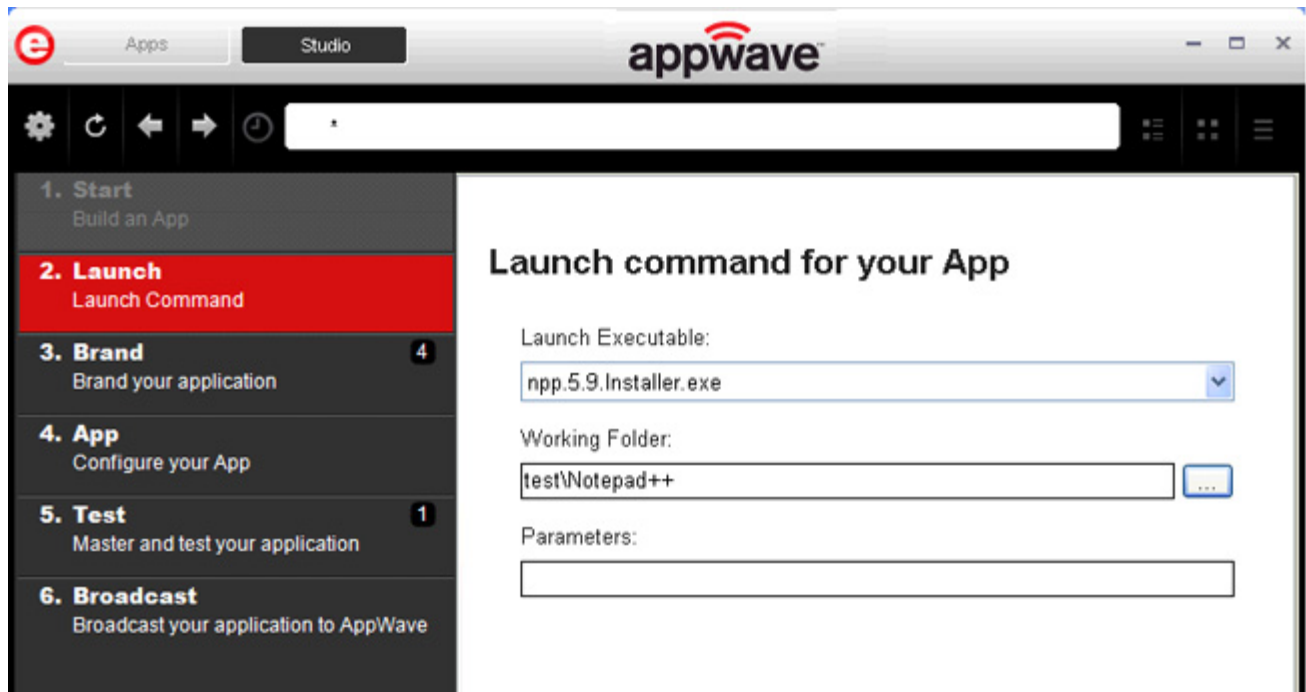 e
Apps
Studio
appwave™
*
1. Start
Build an App
2. Launch
Launch Command
3. Brand
4
Brand your application
4. App
Configure your App
5. Test
1
Master and test your application
6. Broadcast
Broadcast your application to AppWave
Launch command for your App
Launch Executable:
npp.5.9.Installer.exe
Working Folder:
test\Notepad++
...
Parameters: